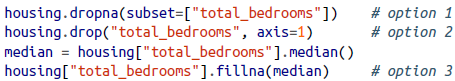 housing.dropna(subset=["total_bedrooms"])    # option 1
housing.drop("total_bedrooms", axis=1)       # option 2
median = housing["total_bedrooms"].median()
housing["total_bedrooms"].fillna(median)     # option 3